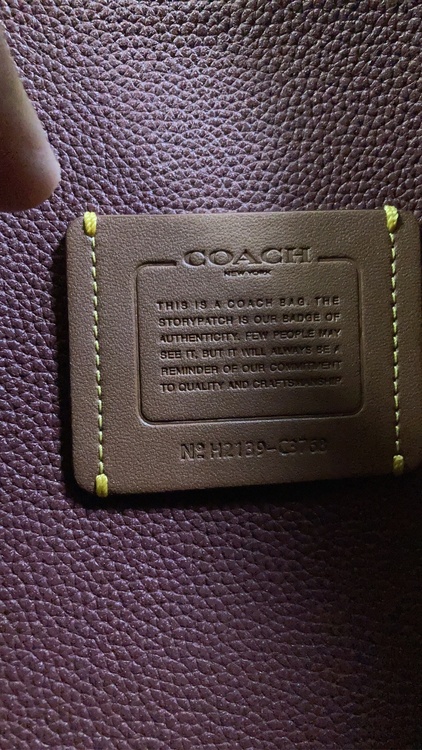 COACH
NEW YORK
THIS IS A COACH BAG. THE
STORYPATCH IS OUR BADGE OF
AUTHENTICITY. FEW PEOPLE MAY
SEE IT, BUT IT WILL ALWAYS BE A
REMINDER OF OUR COMMITMENT
TO QUALITY AND CRAFTSMANSHIP.
Nº H2139-C3763